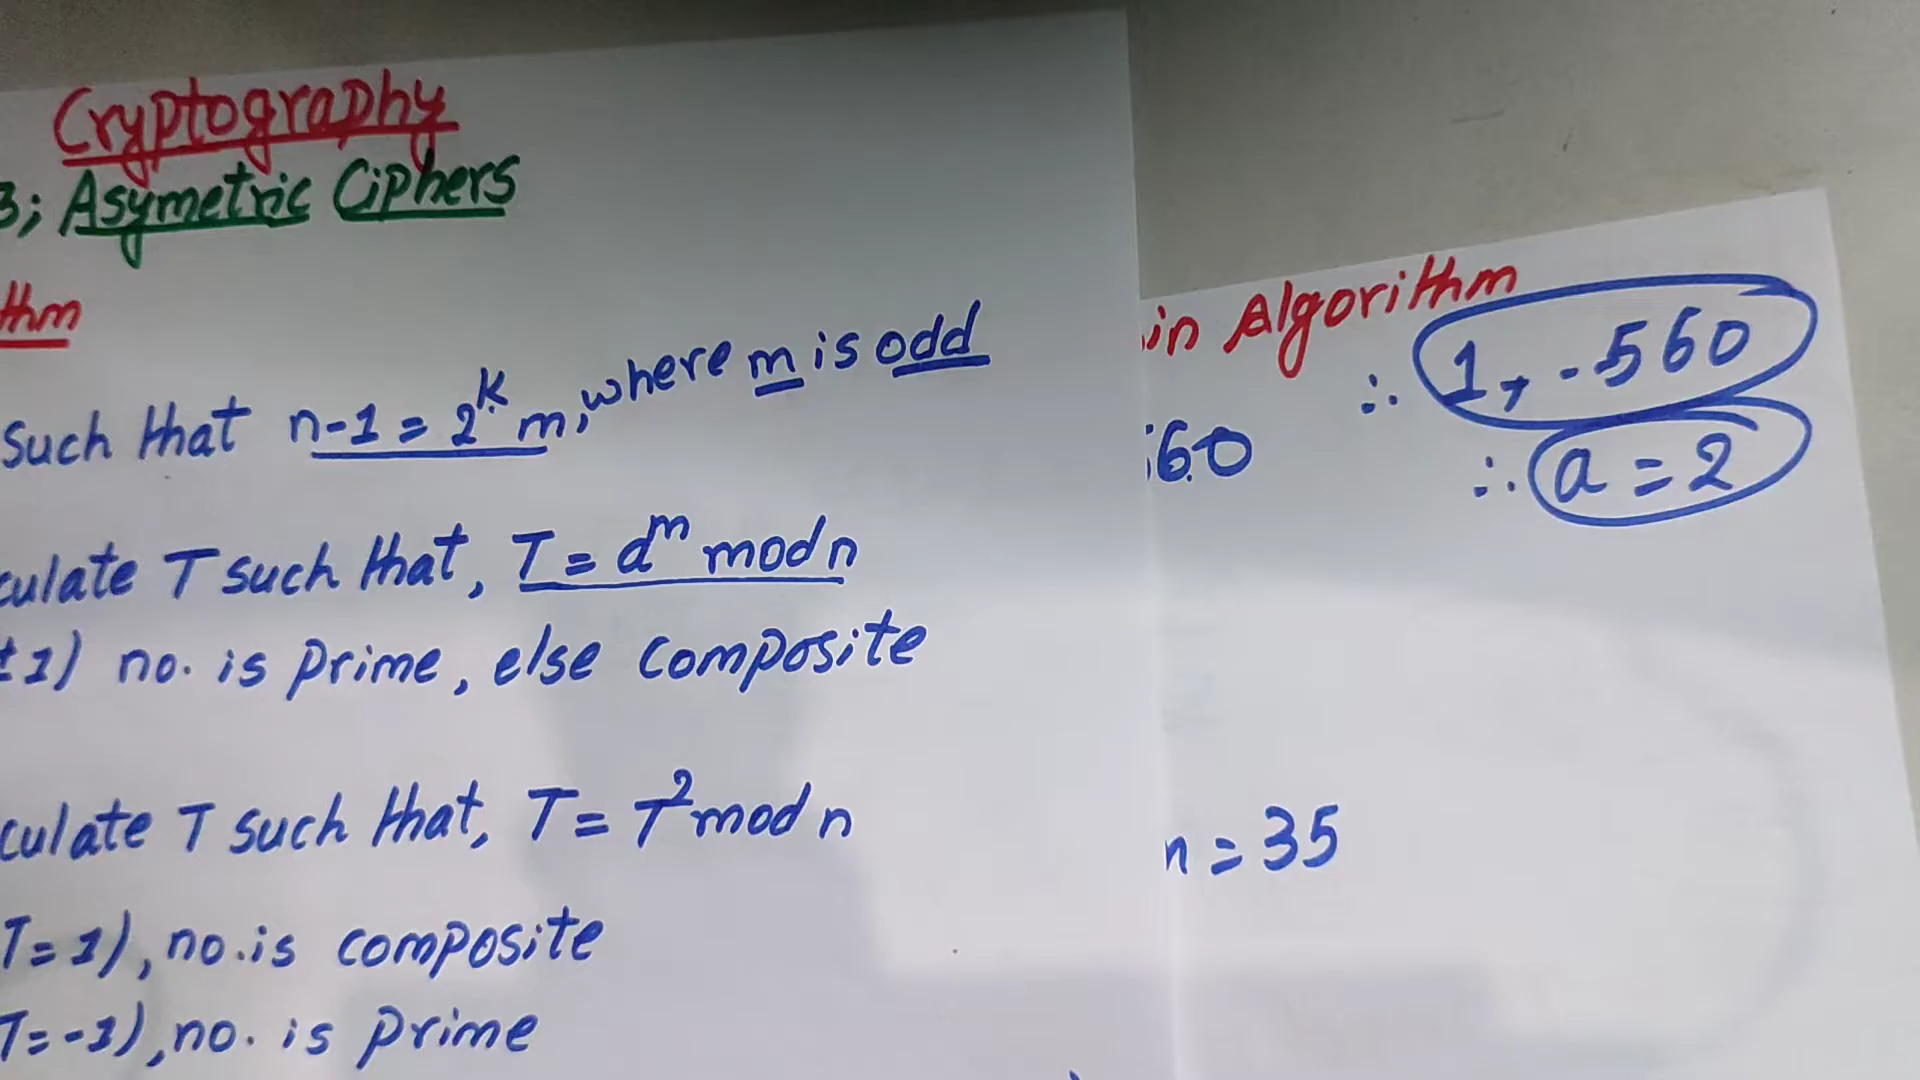 Cryptography
3; Asymetric Ciphers
thm
Such that n-1 = 2^k m, where m is odd
culate T such that, T = a^m mod n
±1) no. is prime, else composite
culate T such that, T = T² mod n
T=1), no. is composite
T=-1), no. is prime
in Algorithm
∴ 1, -560
560
∴ a = 2
n = 35